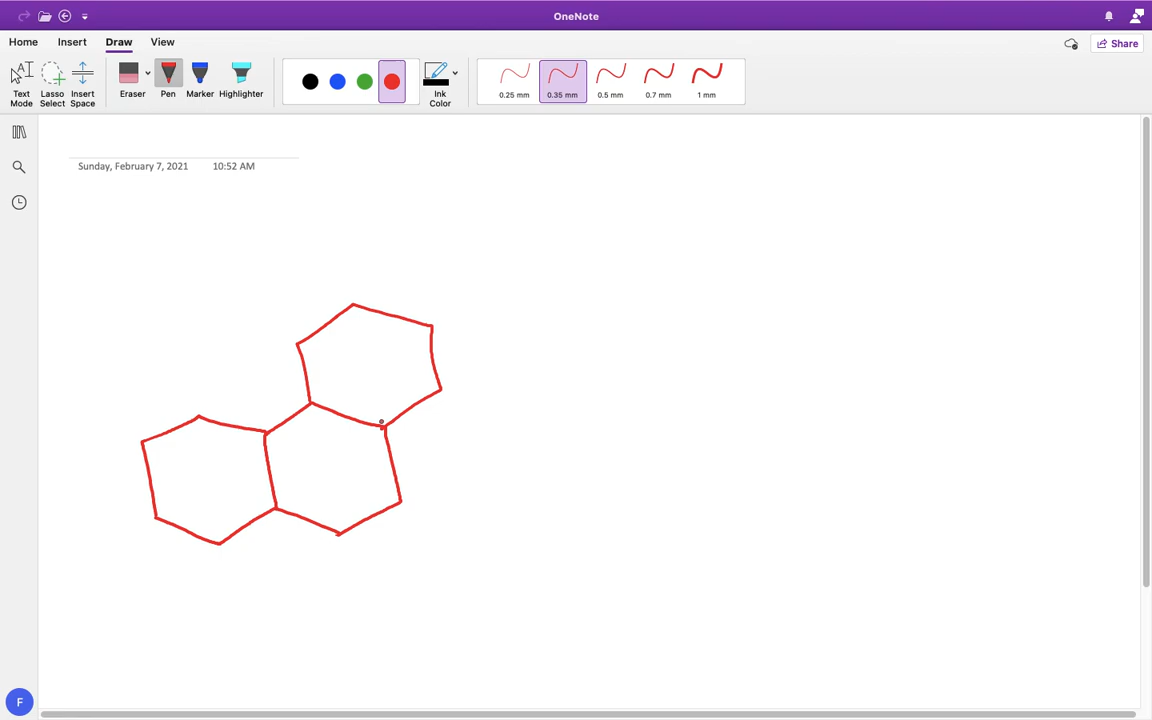 OneNote
Home Insert Draw View
Share
Text Mode
Lasso Select
Insert Space
Eraser
Pen
Marker
Highlighter
Ink Color
0.25 mm
0.35 mm
0.5 mm
0.7 mm
1 mm
Sunday, February 7, 2021 10:52 AM
F